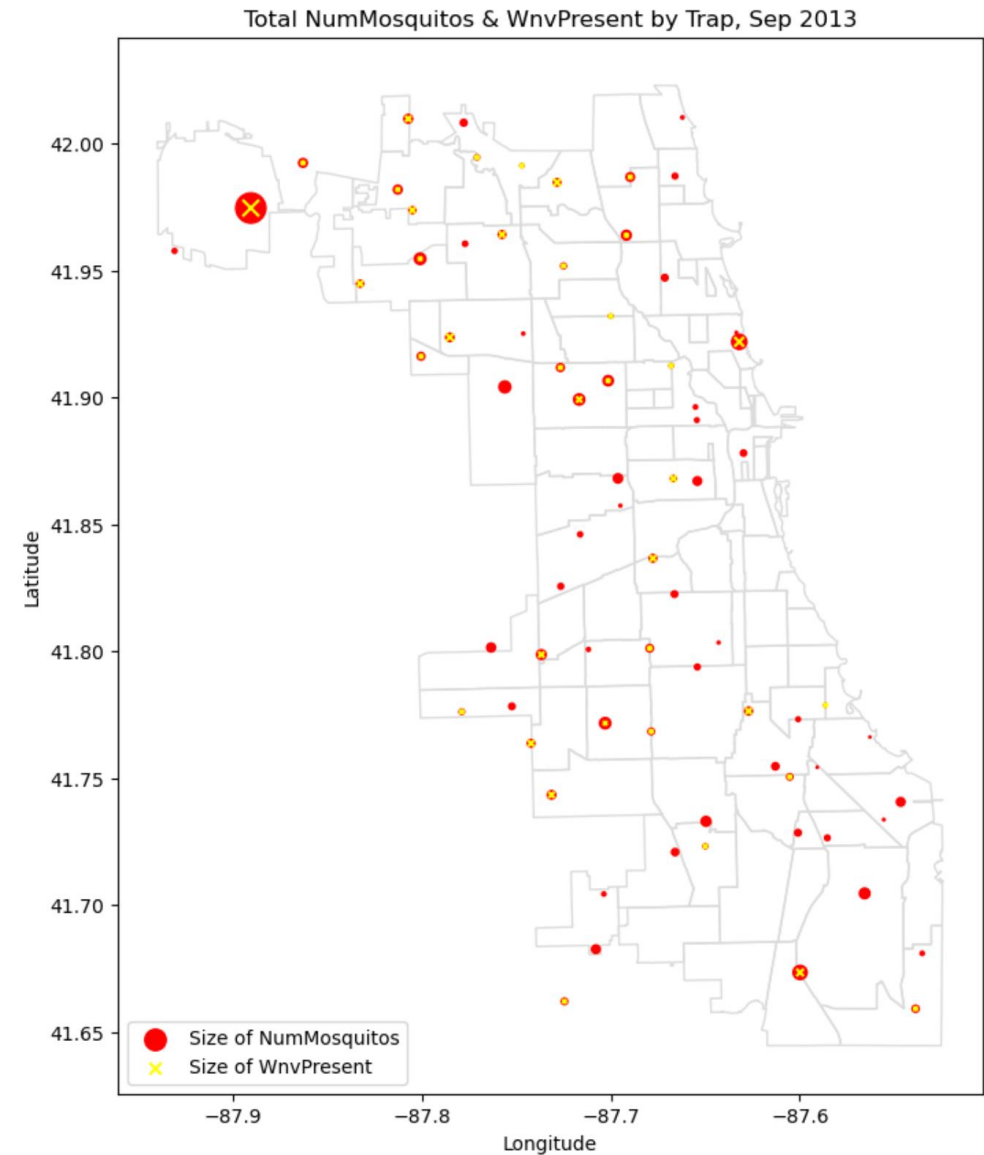 Total NumMosquitos & WnvPresent by Trap, Sep 2013
42.00
41.95
41.90
41.85
41.80
41.75
41.70
41.65
Latitude
Size of NumMosquitos
Size of WnvPresent
−87.9 −87.8 −87.7 −87.6
Longitude